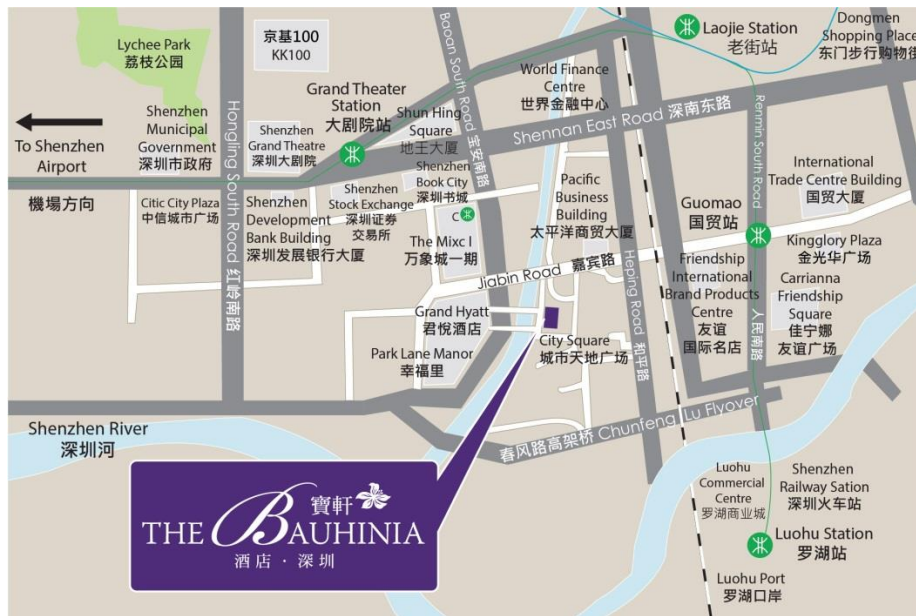 Lychee Park
荔枝公园
京基100
KK100
Baoan South Road 宝安南路
Laojie Station
老街站
Dongmen
Shopping Place
东门步行购物街
World Finance
Centre
世界金融中心
Grand Theater
Station
大剧院站
Shun Hing
Square
地王大厦
Shennan East Road 深南东路
Renmin South Road 人民南路
To Shenzhen
Airport
機場方向
Shenzhen
Municipal
Government
深圳市政府
Hongling South Road 红岭南路
Shenzhen
Grand Theatre
深圳大剧院
Citic City Plaza
中信城市广场
Shenzhen
Development
Bank Building
深圳发展银行大厦
Shenzhen
Stock Exchange
深圳证券
交易所
Shenzhen
Book City
深圳书城
C
The Mixc I
万象城一期
Pacific
Business
Building
太平洋商贸大厦
International
Trade Centre Building
国贸大厦
Guomao
国贸站
Kingglory Plaza
金光华广场
Jiabin Road 嘉宾路
Heping Road 和平路
Friendship
International
Brand Products
Centre
友谊
国际名店
Carrianna
Friendship
Square
佳宁娜
友谊广场
Grand Hyatt
君悦酒店
Park Lane Manor
幸福里
City Square
城市天地广场
Shenzhen River
深圳河
春风路高架桥 Chunfeng Lu Flyover
Luohu
Commercial
Centre
罗湖商业城
Shenzhen
Railway Sation
深圳火车站
Luohu Station
罗湖站
Luohu Port
罗湖口岸
寶軒
THE BAUHINIA
酒店 · 深圳